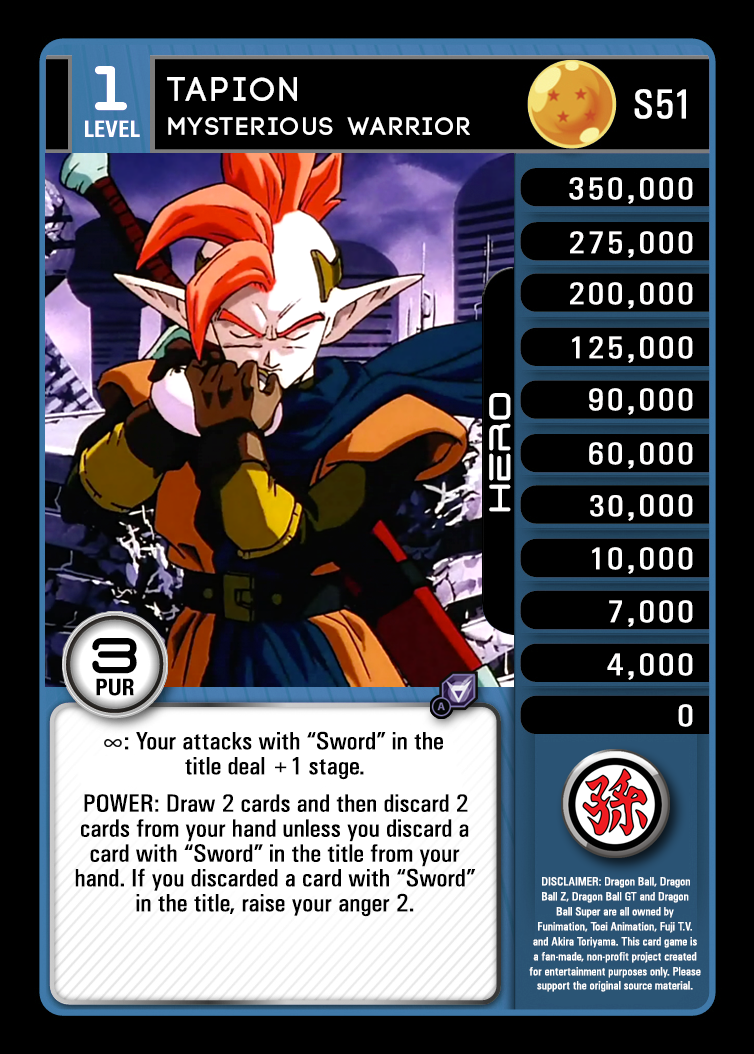 1
LEVEL
TAPION
MYSTERIOUS WARRIOR
S51
350,000
275,000
200,000
125,000
90,000
60,000
30,000
10,000
7,000
4,000
0
HERO
3
PUR
A
∞: Your attacks with “Sword” in the
title deal +1 stage.
POWER: Draw 2 cards and then discard 2
cards from your hand unless you discard a
card with “Sword” in the title from your
hand. If you discarded a card with “Sword”
in the title, raise your anger 2.
孫
DISCLAIMER: Dragon Ball, Dragon
Ball Z, Dragon Ball GT and Dragon
Ball Super are all owned by
Funimation, Toei Animation, Fuji T.V.
and Akira Toriyama. This card game is
a fan-made, non-profit project created
for entertainment purposes only. Please
support the original source material.